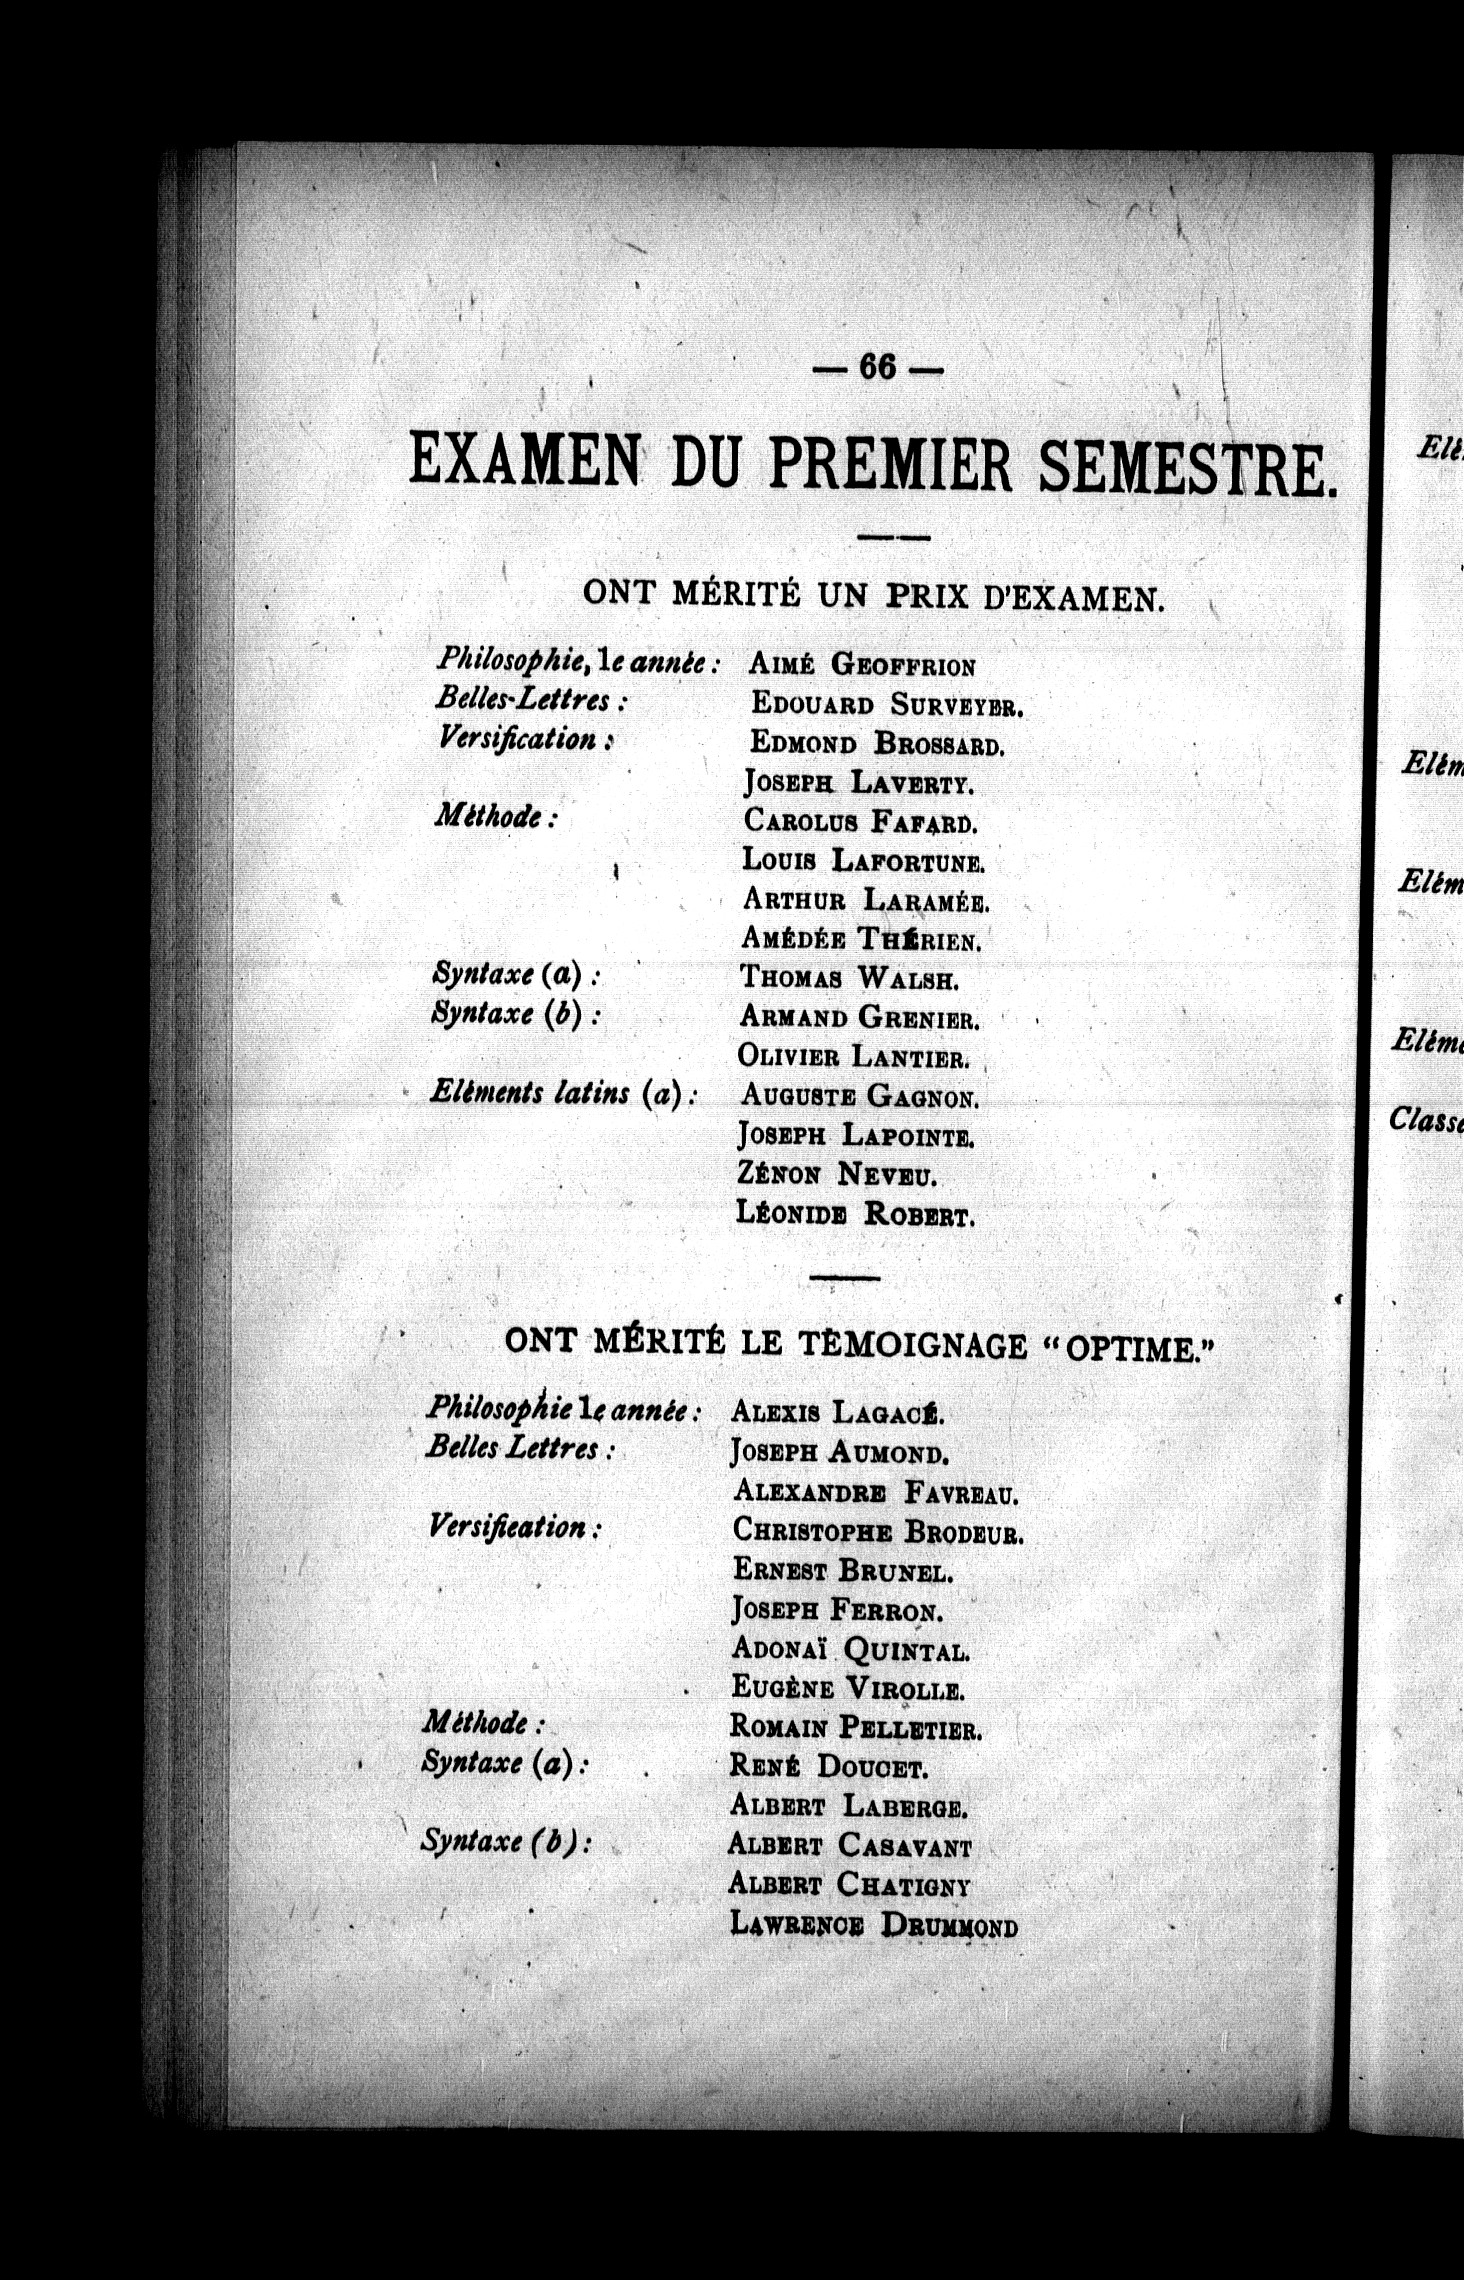 — 66 —
EXAMEN DU PREMIER SEMESTRE.
ONT MÉRITÉ UN PRIX D'EXAMEN.
Philosophie, 1e année : AIMÉ GEOFFRION
Belles-Lettres : EDOUARD SURVEYER.
Versification : EDMOND BROSSARD.
JOSEPH LAVERTY.
Méthode : CAROLUS FAFARD.
LOUIS LAFORTUNE.
ARTHUR LARAMÉE.
AMÉDÉE THÉRIEN.
Syntaxe (a) : THOMAS WALSH.
Syntaxe (b) : ARMAND GRENIER.
OLIVIER LANTIER.
Eléments latins (a) : AUGUSTE GAGNON.
JOSEPH LAPOINTE.
ZÉNON NEVEU.
LÉONIDE ROBERT.
ONT MÉRITÉ LE TÈMOIGNAGE “OPTIME.”
Philosophie 1e année : ALEXIS LAGACÉ.
Belles Lettres : JOSEPH AUMOND.
ALEXANDRE FAVREAU.
Versifieation : CHRISTOPHE BRODEUR.
ERNEST BRUNEL.
JOSEPH FERRON.
ADONAÏ QUINTAL.
EUGÈNE VIROLLE.
Méthode : ROMAIN PELLETIER.
Syntaxe (a) : RENÉ DOUCET.
ALBERT LABERGE.
Syntaxe (b) : ALBERT CASAVANT
ALBERT CHATIGNY
LAWRENCE DRUMMOND